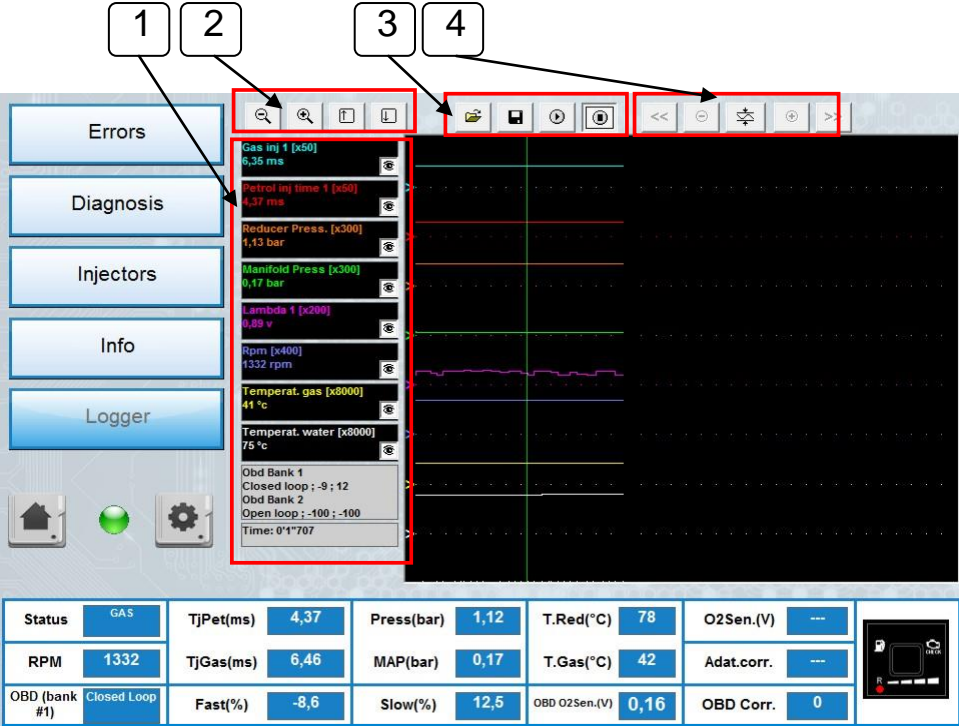 1 2 3 4
<< >>
Errors
Diagnosis
Injectors
Info
Logger
Gas inj 1 [x50]
6,35 ms
Petrol inj time 1 [x50]
4,37 ms
Reducer Press. [x300]
1,13 bar
Manifold Press [x300]
0,17 bar
Lambda 1 [x200]
0,89 v
Rpm [x400]
1332 rpm
Temperat. gas [x8000]
41 °c
Temperat. water [x8000]
75 °c
Obd Bank 1
Closed loop ; -9 ; 12
Obd Bank 2
Open loop ; -100 ; -100
Time: 0'1"707
Status GAS TjPet(ms) 4,37 Press(bar) 1,12 T.Red(°C) 78 O2Sen.(V) ---
RPM 1332 TjGas(ms) 6,46 MAP(bar) 0,17 T.Gas(°C) 42 Adat.corr. ---
OBD (bank #1) Closed Loop Fast(%) -8,6 Slow(%) 12,5 OBD O2Sen.(V) 0,16 OBD Corr. 0
CHECK
R